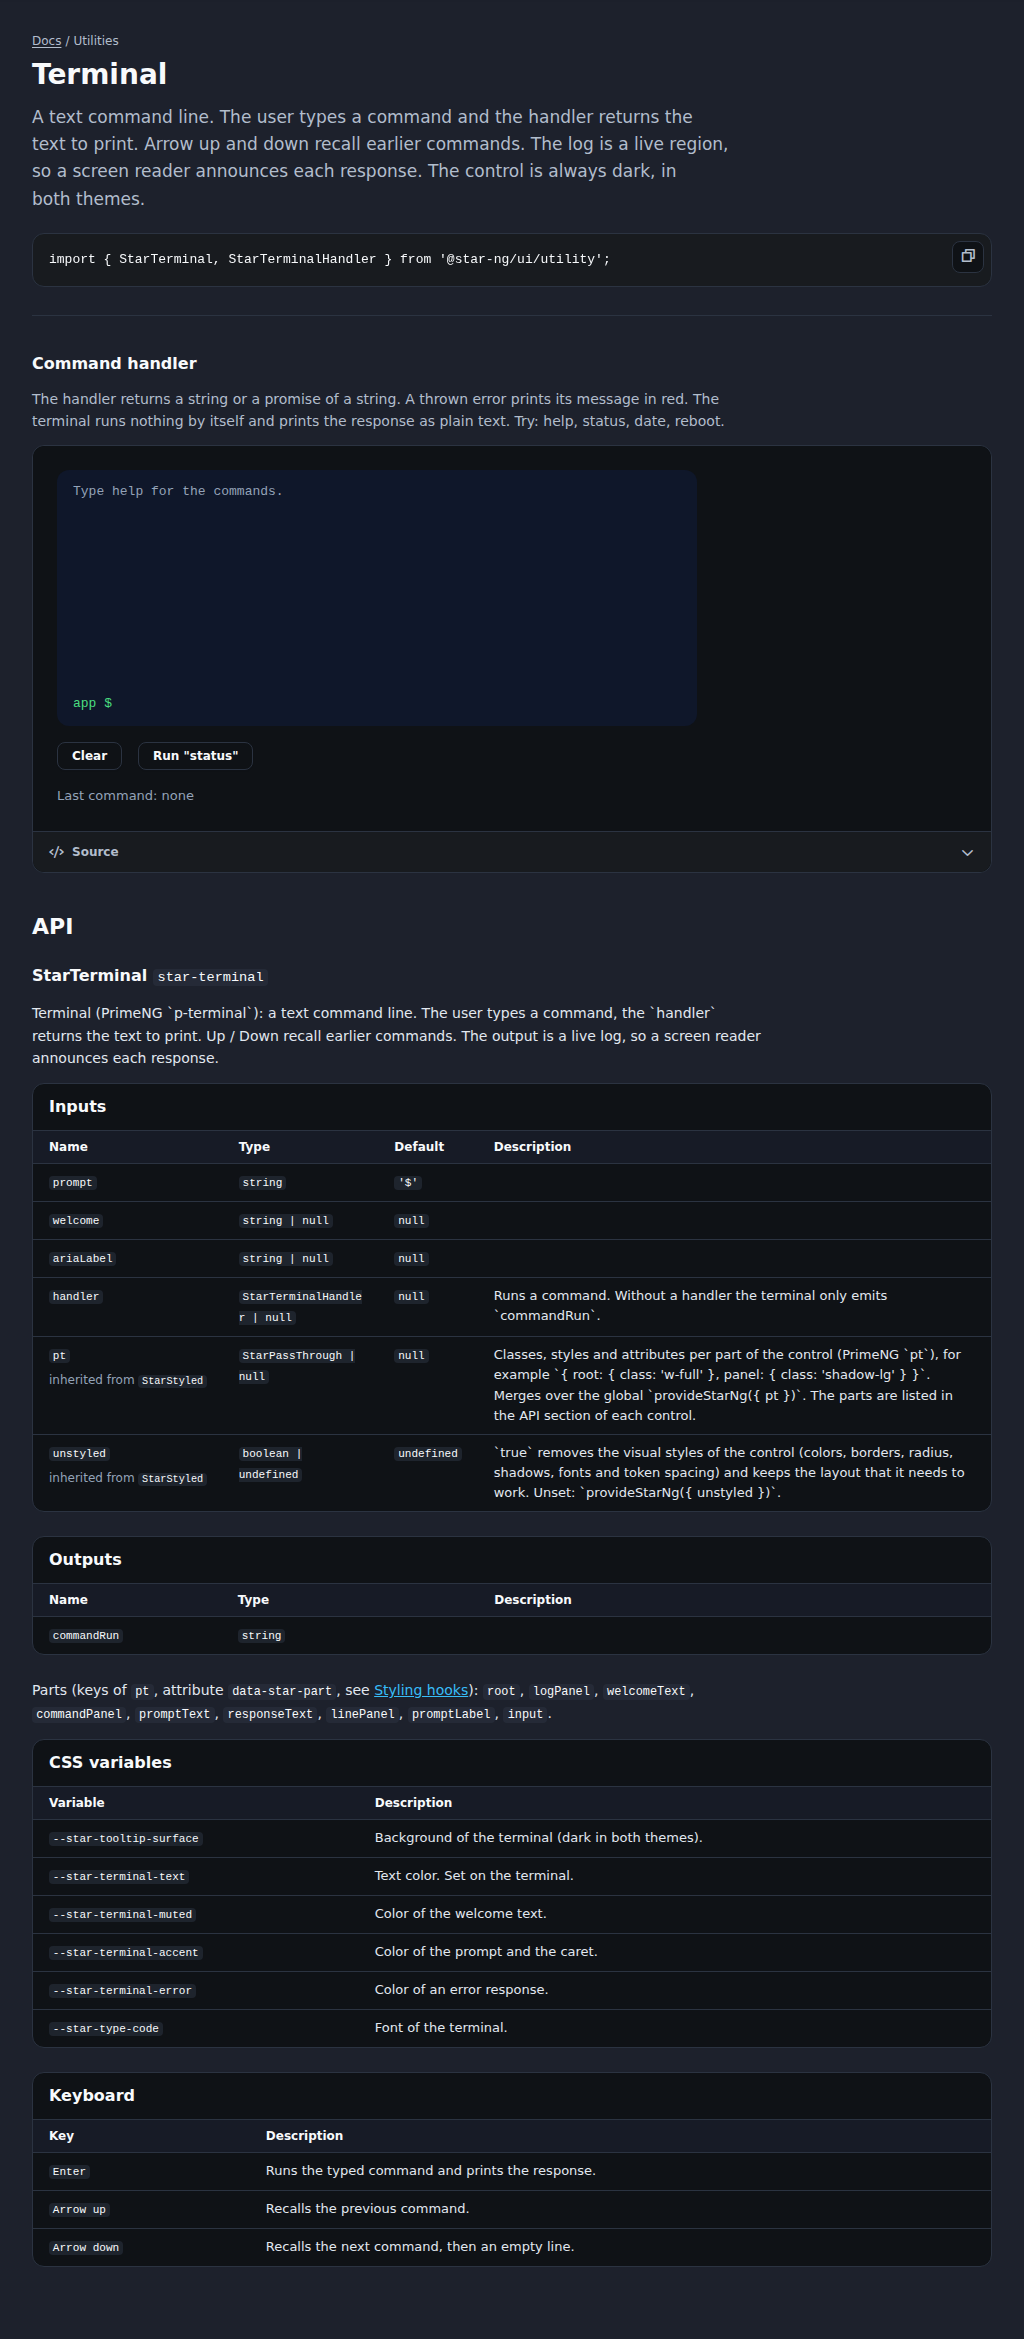 Docs / Utilities
Terminal
A text command line. The user types a command and the handler returns the
text to print. Arrow up and down recall earlier commands. The log is a live region,
so a screen reader announces each response. The control is always dark, in
both themes.
import { StarTerminal, StarTerminalHandler } from '@star-ng/ui/utility';
Command handler
The handler returns a string or a promise of a string. A thrown error prints its message in red. The
terminal runs nothing by itself and prints the response as plain text. Try: help, status, date, reboot.
Type help for the commands.
app $
Clear Run "status"
Last command: none
Source
API
StarTerminal star-terminal
Terminal (PrimeNG `p-terminal`): a text command line. The user types a command, the `handler`
returns the text to print. Up / Down recall earlier commands. The output is a live log, so a screen reader
announces each response.
Inputs
Name Type Default Description
prompt string '$'
welcome string | null null
ariaLabel string | null null
handler StarTerminalHandle null Runs a command. Without a handler the terminal only emits
r | null `commandRun`.
pt StarPassThrough | null Classes, styles and attributes per part of the control (PrimeNG `pt`), for
inherited from StarStyled null example `{ root: { class: 'w-full' }, panel: { class: 'shadow-lg' } }`.
Merges over the global `provideStarNg({ pt })`. The parts are listed in
the API section of each control.
unstyled boolean | undefined `true` removes the visual styles of the control (colors, borders, radius,
inherited from StarStyled undefined shadows, fonts and token spacing) and keeps the layout that it needs to
work. Unset: `provideStarNg({ unstyled })`.
Outputs
Name Type Description
commandRun string
Parts (keys of pt, attribute data-star-part, see Styling hooks): root, logPanel, welcomeText,
commandPanel, promptText, responseText, linePanel, promptLabel, input.
CSS variables
Variable Description
--star-tooltip-surface Background of the terminal (dark in both themes).
--star-terminal-text Text color. Set on the terminal.
--star-terminal-muted Color of the welcome text.
--star-terminal-accent Color of the prompt and the caret.
--star-terminal-error Color of an error response.
--star-type-code Font of the terminal.
Keyboard
Key Description
Enter Runs the typed command and prints the response.
Arrow up Recalls the previous command.
Arrow down Recalls the next command, then an empty line.